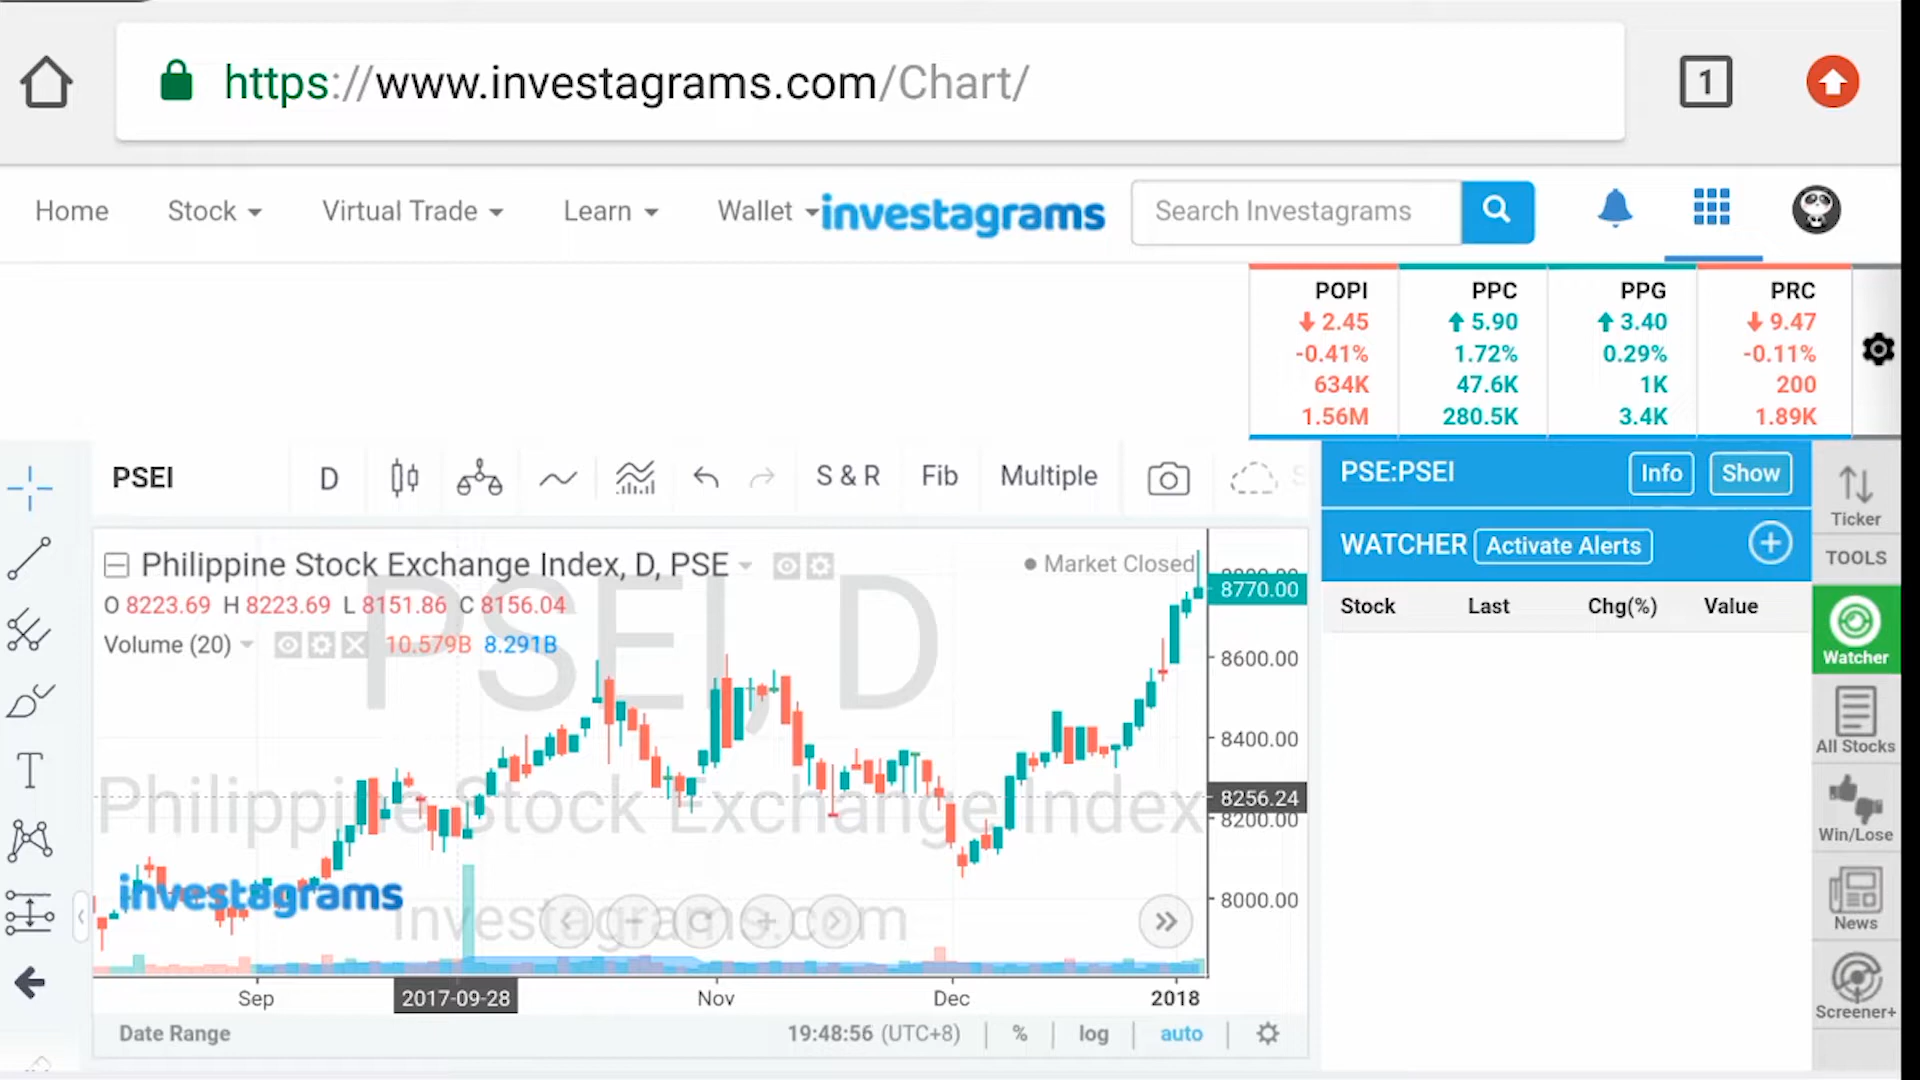 https://www.investagrams.com/Chart/
1
Home Stock Virtual Trade Learn Wallet investagrams Search Investagrams
POPI PPC PPG PRC
2.45 5.90 3.40 9.47
-0.41% 1.72% 0.29% -0.11%
634K 47.6K 1K 200
1.56M 280.5K 3.4K 1.89K
PSEI D S & R Fib Multiple
PSE:PSEI Info Show
Ticker
WATCHER Activate Alerts
TOOLS
Philippine Stock Exchange Index, D, PSE
Market Closed
8770.00
O 8223.69 H 8223.69 L 8151.86 C 8156.04
Stock Last Chg(%) Value
Volume (20) 10.579B 8.291B
PSEI, D
8600.00
Watcher
8400.00
All Stocks
Philippine Stock Exchange Index
8256.24
8200.00
Win/Lose
investagrams
8000.00
Investagrams.com
News
Sep 2017-09-28 Nov Dec 2018
Screener+
Date Range 19:48:56 (UTC+8) % log auto
T